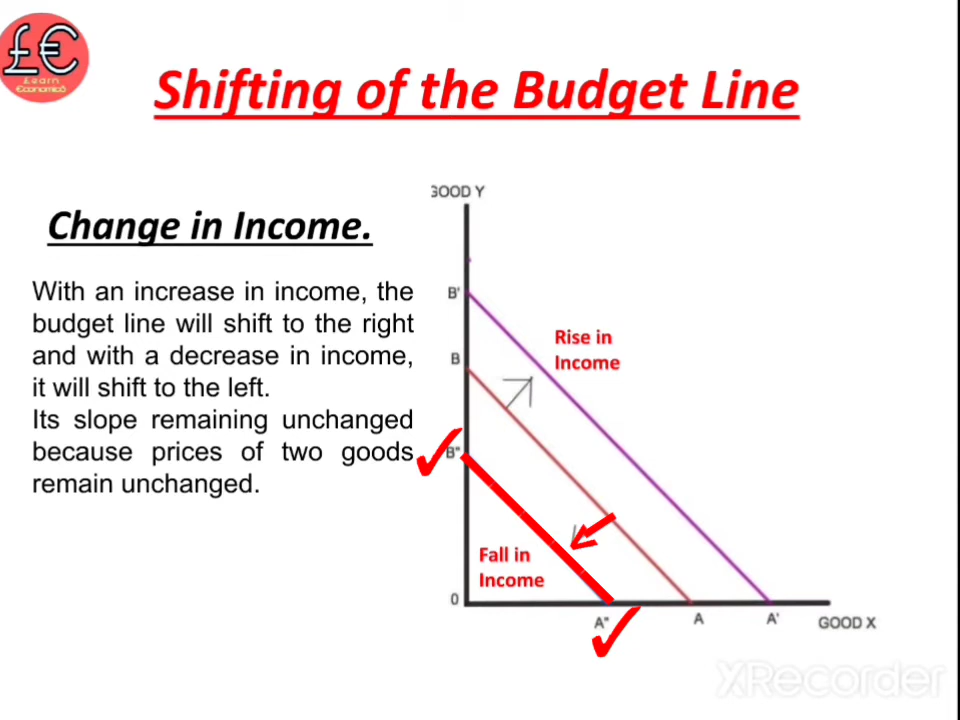 £€
Learn
Economics
Shifting of the Budget Line
Change in Income.
With an increase in income, the
budget line will shift to the right
and with a decrease in income,
it will shift to the left.
Its slope remaining unchanged
because prices of two goods
remain unchanged.
GOOD Y
B'
Rise in
Income
B
B"
Fall in
Income
0
A"
A
A'
GOOD X
XRecorder